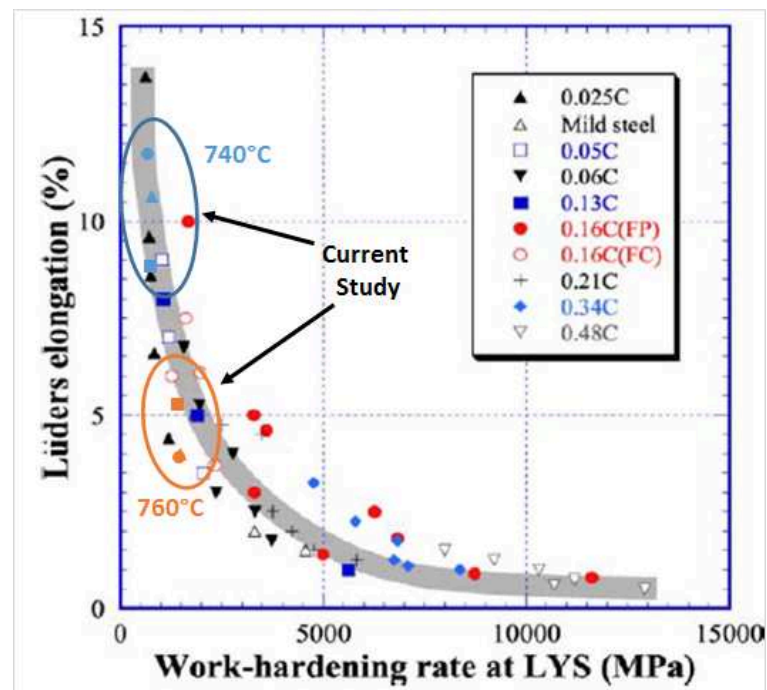 15
10
5
0
Lüders elongation (%)
740°C
Current
Study
760°C
0.025C
Mild steel
0.05C
0.06C
0.13C
0.16C(FP)
0.16C(FC)
0.21C
0.34C
0.48C
0
5000
10000
15000
Work-hardening rate at LYS (MPa)